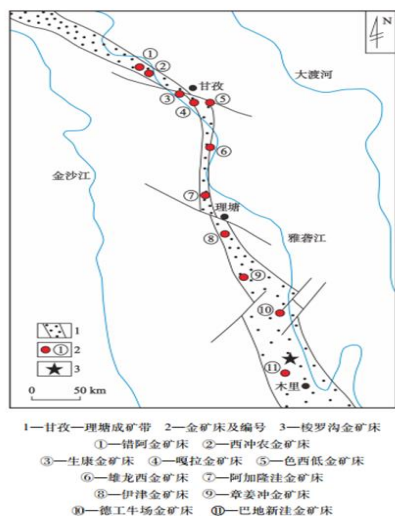 N
①
②
甘孜
大渡河
③
④
⑤
⑥
金沙江
⑦
理塘
雅砻江
⑧
⑨
⑩
1
① 2
3
⑪
木里
0 50 km
1—甘孜—理塘成矿带 2—金矿床及编号 3—梭罗沟金矿床
①—错阿金矿床 ②—西冲农金矿床
③—生康金矿床 ④—嘎拉金矿床 ⑤—色西低金矿床
⑥—雄龙西金矿床 ⑦—阿加隆洼金矿床
⑧—伊津金矿床 ⑨—章姜冲金矿床
⑩—德工牛场金矿床 ⑪—巴地新洼金矿床